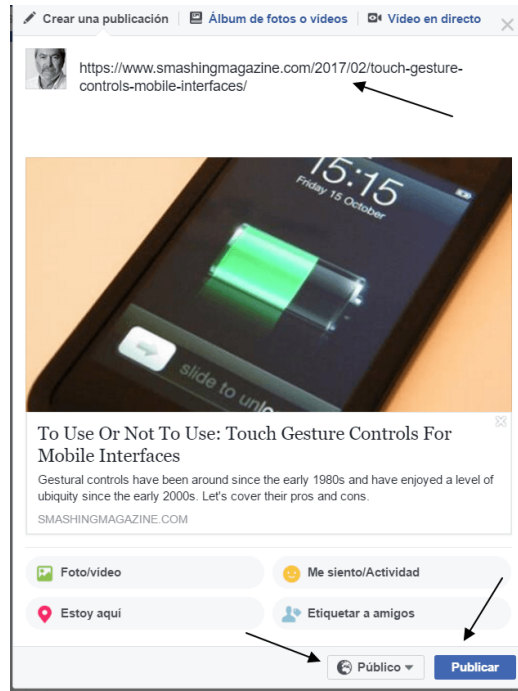 Crear una publicación Álbum de fotos o vídeos Vídeo en directo
https://www.smashingmagazine.com/2017/02/touch-gesture-
controls-mobile-interfaces/
15:15
Friday 15 October
slide to unlo
To Use Or Not To Use: Touch Gesture Controls For
Mobile Interfaces
Gestural controls have been around since the early 1980s and have enjoyed a level of
ubiquity since the early 2000s. Let's cover their pros and cons.
SMASHINGMAGAZINE.COM
Foto/vídeo Me siento/Actividad
Estoy aquí Etiquetar a amigos
Público Publicar